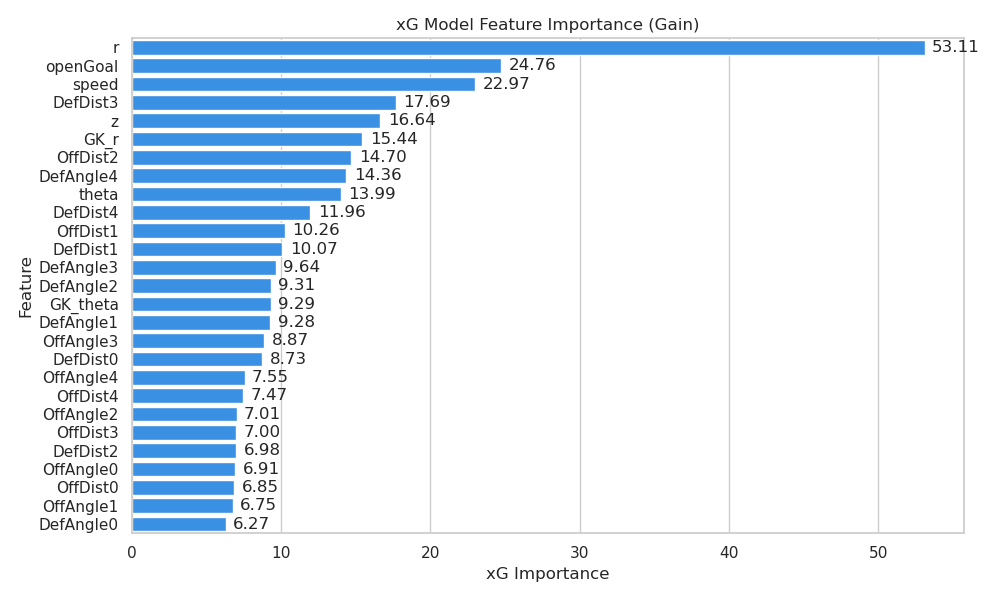 xG Model Feature Importance (Gain)
r 53.11
openGoal 24.76
speed 22.97
DefDist3 17.69
z 16.64
GK_r 15.44
OffDist2 14.70
DefAngle4 14.36
theta 13.99
DefDist4 11.96
OffDist1 10.26
DefDist1 10.07
DefAngle3 9.64
DefAngle2 9.31
GK_theta 9.29
DefAngle1 9.28
OffAngle3 8.87
DefDist0 8.73
OffAngle4 7.55
OffDist4 7.47
OffAngle2 7.01
OffDist3 7.00
DefDist2 6.98
OffAngle0 6.91
OffDist0 6.85
OffAngle1 6.75
DefAngle0 6.27
Feature
0 10 20 30 40 50
xG Importance